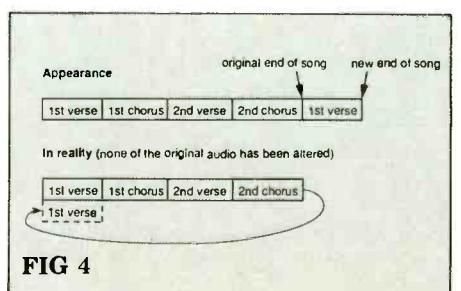 original end of song new end of song
Appearance
1st verse 1st chorus 2nd verse 2nd chorus 1st verse
In reality (none of the original audio has been altered)
1st verse 1st chorus 2nd verse 2nd chorus
1st verse
FIG 4